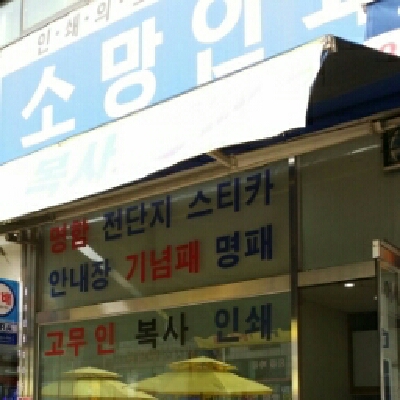 인·쇄·의
소망인쇄
복사
명함 전단지 스티카
안내장 기념패 명패
고무인 복사 인쇄